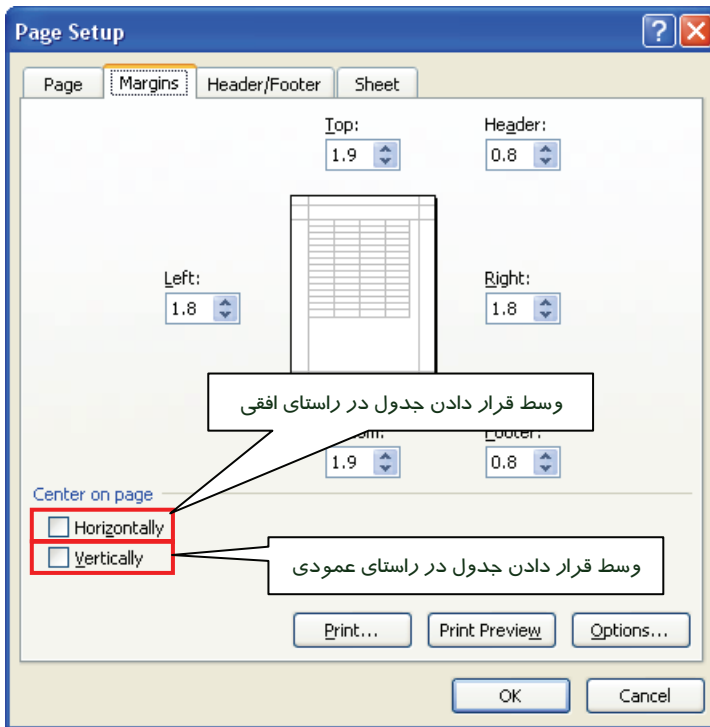 Page Setup
Page Margins Header/Footer Sheet
Top: Header:
1.9 0.8
Left: Right:
1.8 1.8
وسط قرار دادن جدول در راستای افقی
1.9 0.8
Center on page
Horizontally
Vertically
وسط قرار دادن جدول در راستای عمودی
Print... Print Preview Options...
OK Cancel